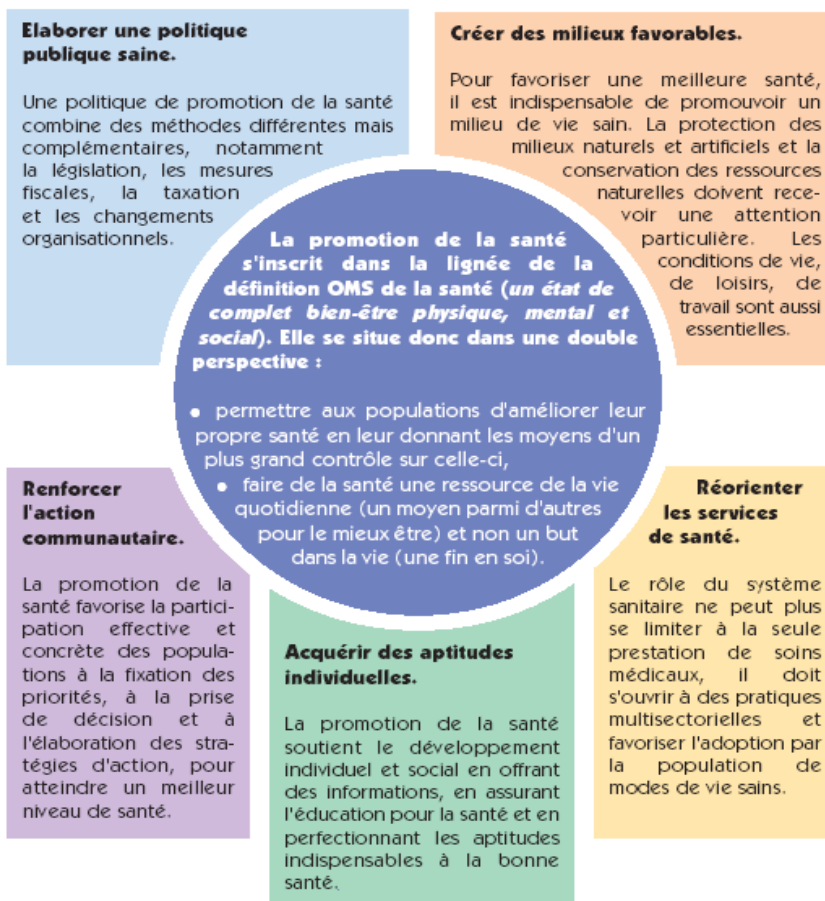 Elaborer une politique
publique saine.
Une politique de promotion de la santé
combine des méthodes différentes mais
complémentaires, notamment
la législation, les mesures
fiscales, la taxation
et les changements
organisationnels.
Créer des milieux favorables.
Pour favoriser une meilleure santé,
il est indispensable de promouvoir un
milieu de vie sain. La protection des
milieux naturels et artificiels et la
conservation des ressources
naturelles doivent rece-
voir une attention
particulière. Les
conditions de vie,
de loisirs, de
travail sont aussi
essentielles.
La promotion de la santé
s'inscrit dans la lignée de la
définition OMS de la santé (un état de
complet bien-être physique, mental et
social). Elle se situe donc dans une double
perspective :
• permettre aux populations d'améliorer leur
propre santé en leur donnant les moyens d'un
plus grand contrôle sur celle-ci,
• faire de la santé une ressource de la vie
quotidienne (un moyen parmi d'autres
pour le mieux être) et non un but
dans la vie (une fin en soi).
Renforcer
l'action
communautaire.
La promotion de la
santé favorise la partici-
pation effective et
concrète des popula-
tions à la fixation des
priorités, à la prise
de décision et à
l'élaboration des stra-
tégies d'action, pour
atteindre un meilleur
niveau de santé.
Acquérir des aptitudes
individuelles.
La promotion de la santé
soutient le développement
individuel et social en offrant
des informations, en assurant
l'éducation pour la santé et en
perfectionnant les aptitudes
indispensables à la bonne
santé.
Réorienter
les services
de santé.
Le rôle du système
sanitaire ne peut plus
se limiter à la seule
prestation de soins
médicaux, il doit
s'ouvrir à des pratiques
multisectorielles et
favoriser l'adoption par
la population de
modes de vie sains.